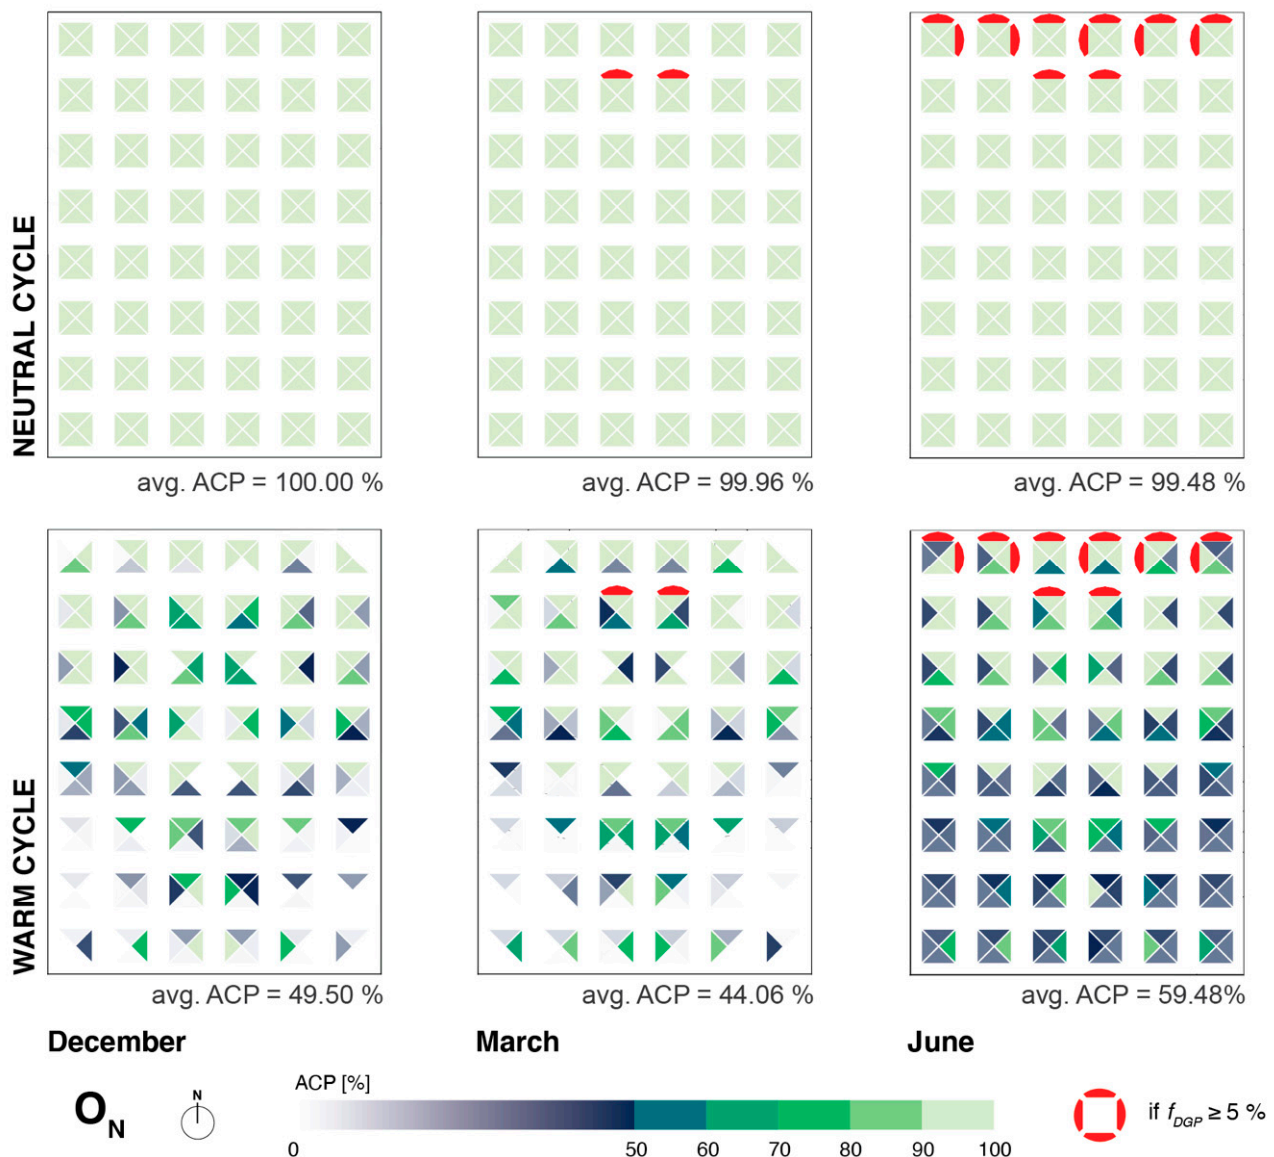 NEUTRAL CYCLE
avg. ACP = 100.00 %
avg. ACP = 99.96 %
avg. ACP = 99.48 %
WARM CYCLE
avg. ACP = 49.50 %
avg. ACP = 44.06 %
avg. ACP = 59.48%
December
March
June
O_N
N
ACP [%]
0 50 60 70 80 90 100
if f_DGP ≥ 5 %